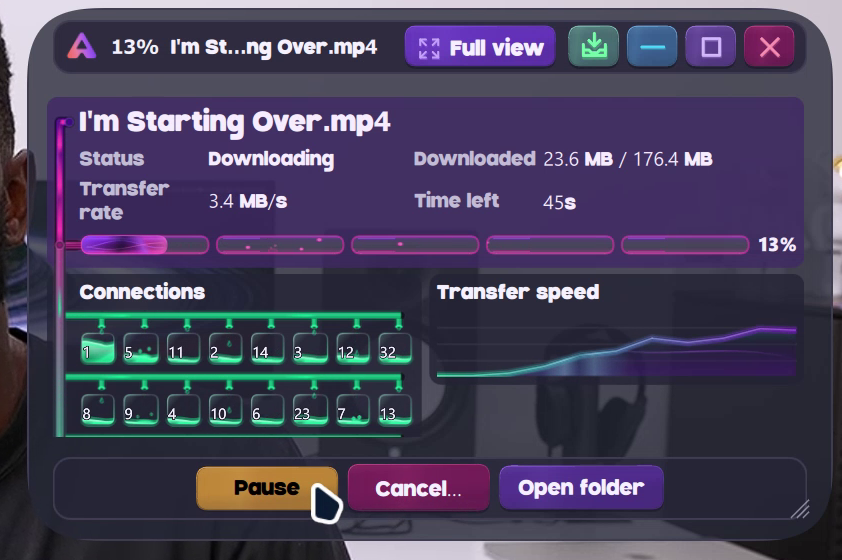 13% I'm St...ng Over.mp4 Full view
I'm Starting Over.mp4
Status Downloading Downloaded 23.6 MB / 176.4 MB
Transfer rate 3.4 MB/s Time left 45s
13%
Connections
1 5 11 2 14 3 12 32
8 9 4 10 6 23 7 13
Transfer speed
Pause Cancel... Open folder